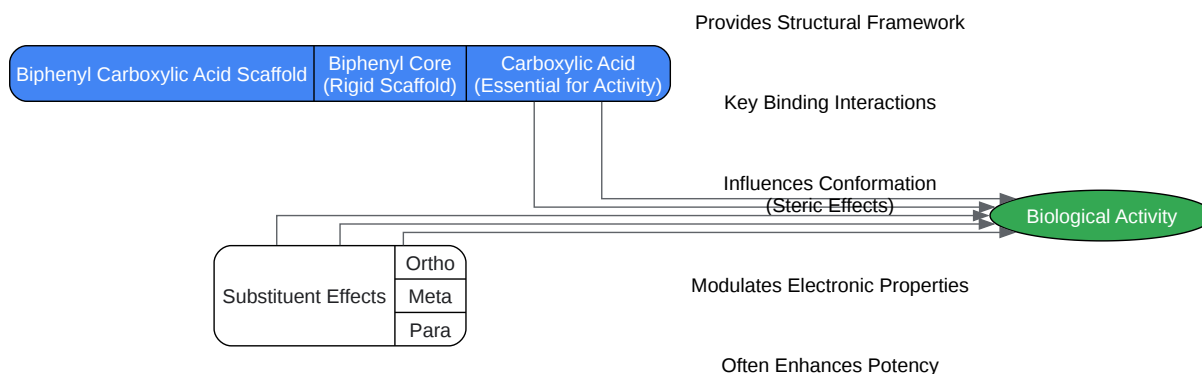 Provides Structural Framework
Biphenyl Carboxylic Acid Scaffold
Biphenyl Core
(Rigid Scaffold)
Carboxylic Acid
(Essential for Activity)
Key Binding Interactions
Influences Conformation
(Steric Effects)
Biological Activity
Substituent Effects
Ortho
Meta
Para
Modulates Electronic Properties
Often Enhances Potency